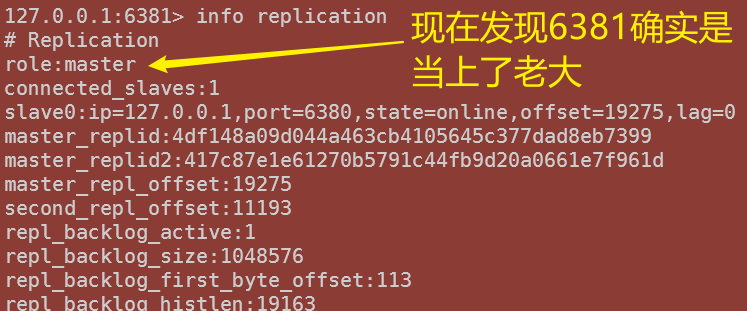 127.0.0.1:6381> info replication
# Replication
role:master
现在发现6381确实是
当上了老大
connected_slaves:1
slave0:ip=127.0.0.1,port=6380,state=online,offset=19275,lag=0
master_replid:4df148a09d044a463cb4105645c377dad8eb7399
master_replid2:417c87e1e61270b5791c44fb9d20a0661e7f961d
master_repl_offset:19275
second_repl_offset:11193
repl_backlog_active:1
repl_backlog_size:1048576
repl_backlog_first_byte_offset:113
repl_backlog_histlen:19163